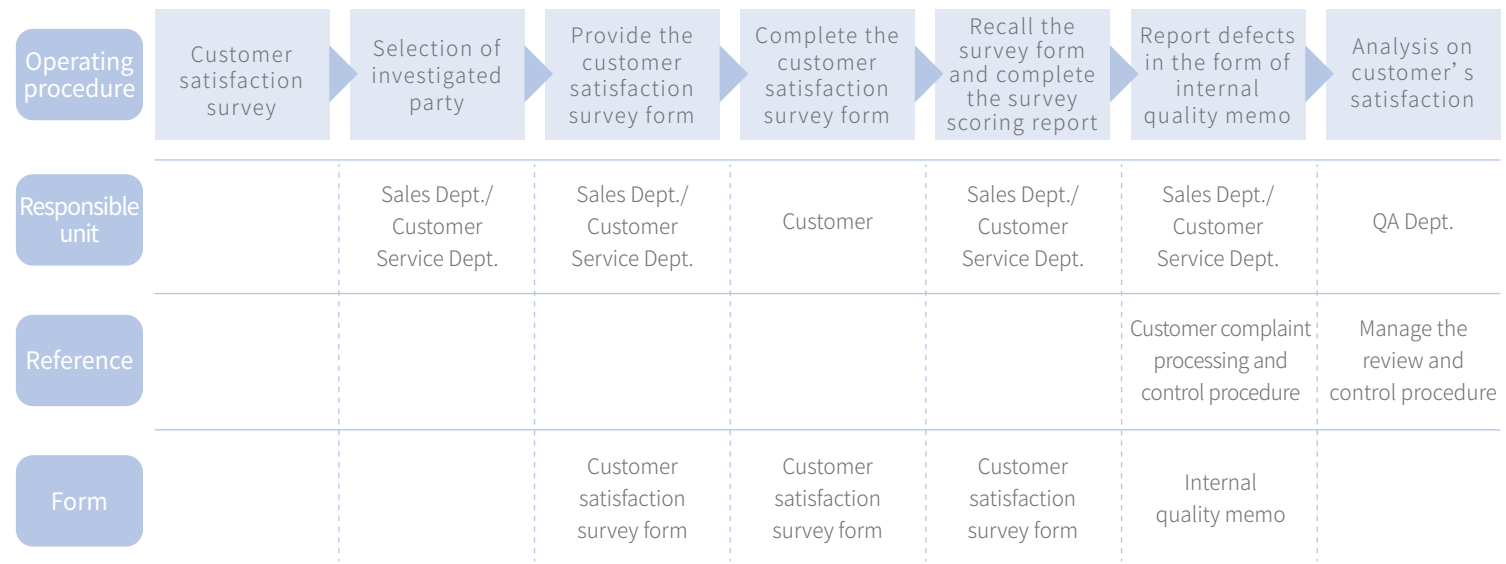 Operating
procedure
Customer
satisfaction
survey
Selection of
investigated
party
Provide the
customer
satisfaction
survey form
Complete the
customer
satisfaction
survey form
Recall the
survey form
and complete
the survey
scoring report
Report defects
in the form of
internal
quality memo
Analysis on
customer’s
satisfaction
Responsible
unit
Sales Dept./
Customer
Service Dept.
Sales Dept./
Customer
Service Dept.
Customer
Sales Dept./
Customer
Service Dept.
Sales Dept./
Customer
Service Dept.
QA Dept.
Reference
Customer complaint
processing and
control procedure
Manage the
review and
control procedure
Form
Customer
satisfaction
survey form
Customer
satisfaction
survey form
Customer
satisfaction
survey form
Internal
quality memo